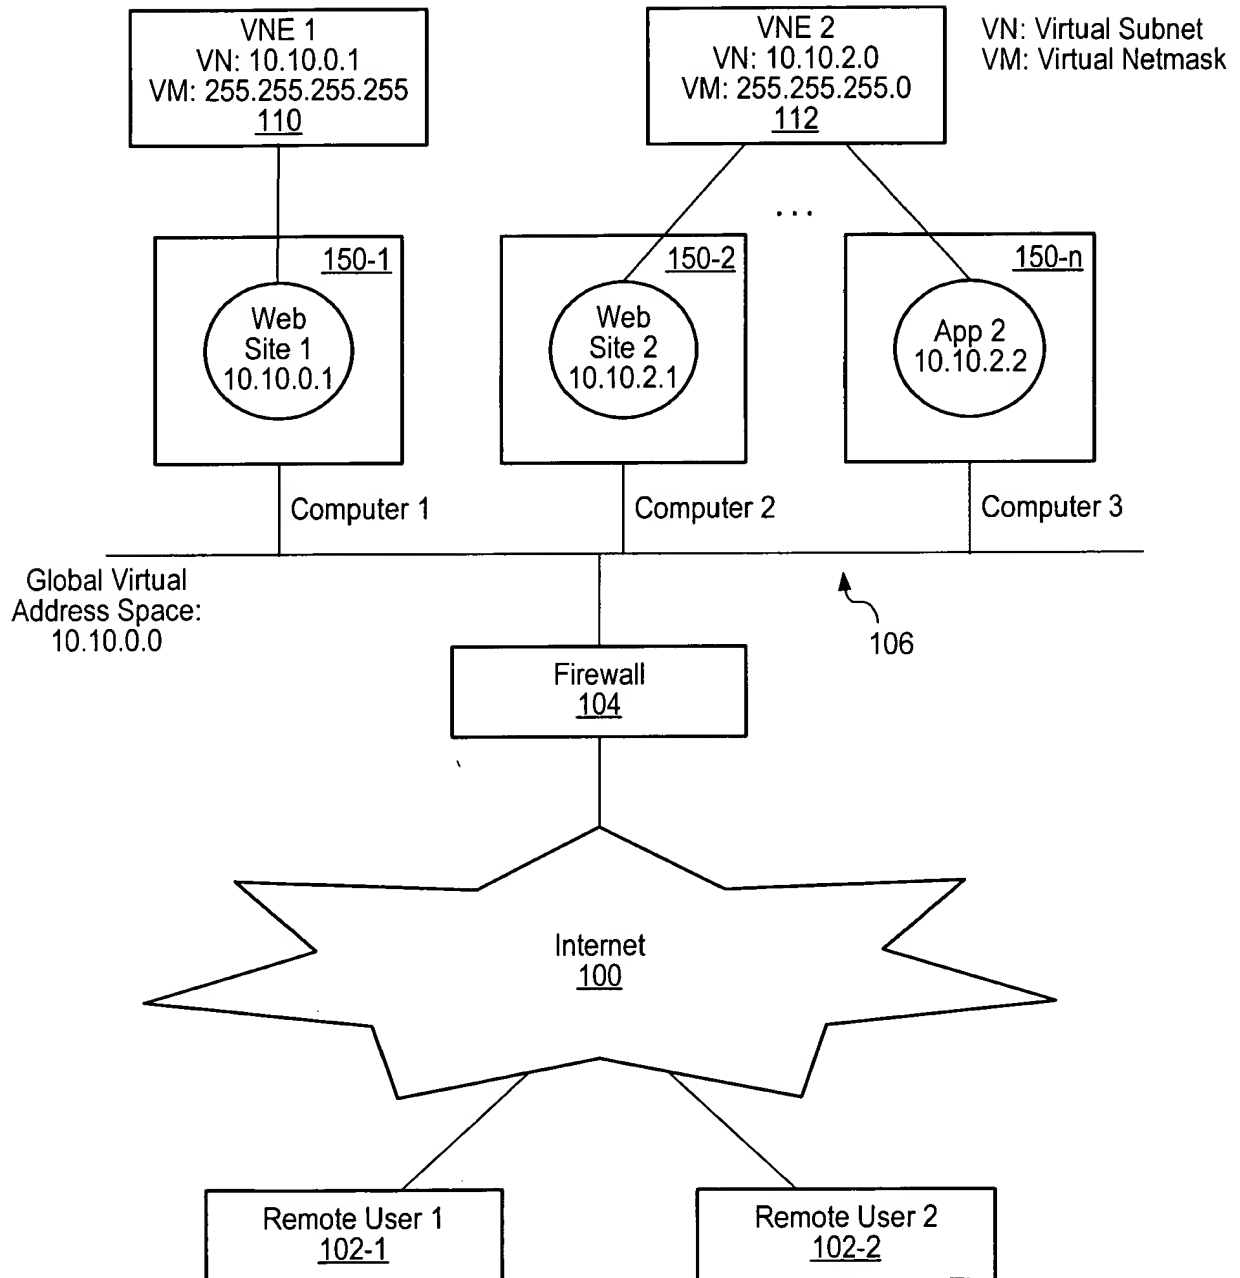 VNE 1
VN: 10.10.0.1
VM: 255.255.255.255
110
VNE 2
VN: 10.10.2.0
VM: 255.255.255.0
112
VN: Virtual Subnet
VM: Virtual Netmask
...
150-1
Web
Site 1
10.10.0.1
150-2
Web
Site 2
10.10.2.1
150-n
App 2
10.10.2.2
Computer 1
Computer 2
Computer 3
Global Virtual
Address Space:
10.10.0.0
106
Firewall
104
Internet
100
Remote User 1
102-1
Remote User 2
102-2